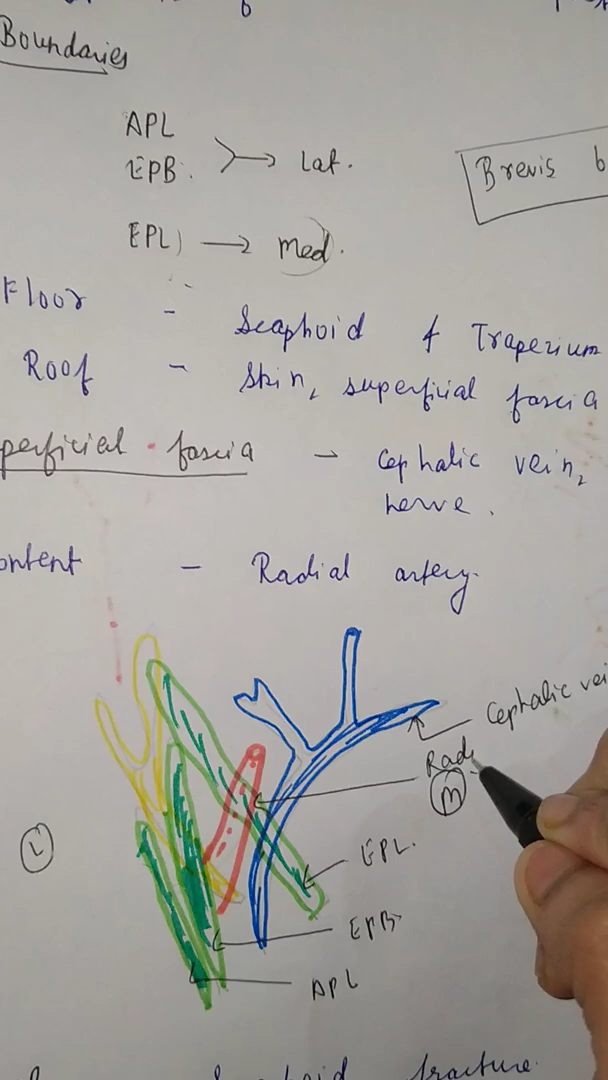 Boundaries
APL
EPB. → Lat.
Brevis b
EPL) → Med.
Floor - Scaphoid & Trapezium
Roof - Skin, superficial fascia
perficial fascia - Cephalic vein,
nerve.
ontent - Radial artery.
Cephalic vei
Radi
M
L
EPL.
EPB
APL
fracture.